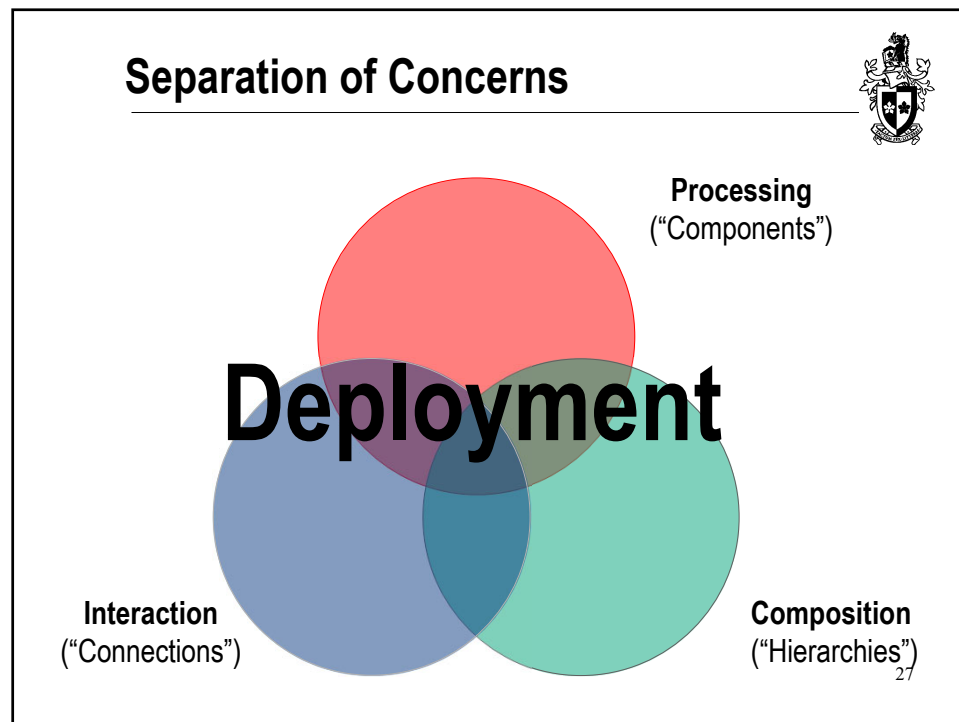 Separation of Concerns
Processing
(“Components”)
Deployment
Interaction
(“Connections”)
Composition
(“Hierarchies”)
27